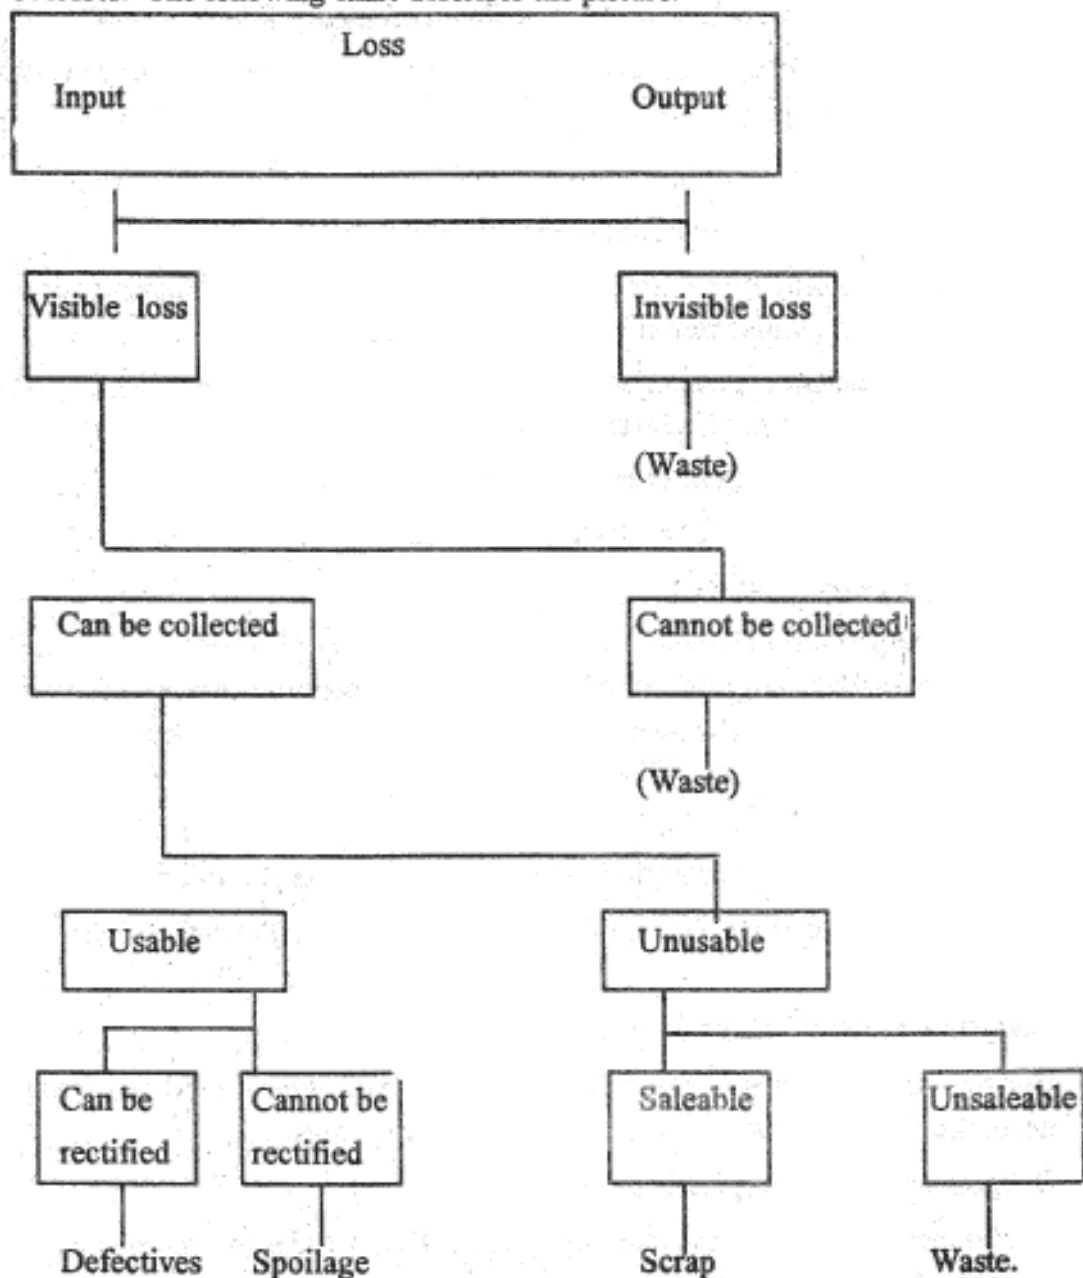 Loss
Input Output
Visible loss Invisible loss
(Waste)
Can be collected Cannot be collected
(Waste)
Usable Unusable
Can be Cannot be Saleable Unsaleable
rectified rectified
Defectives Spoilage Scrap Waste.